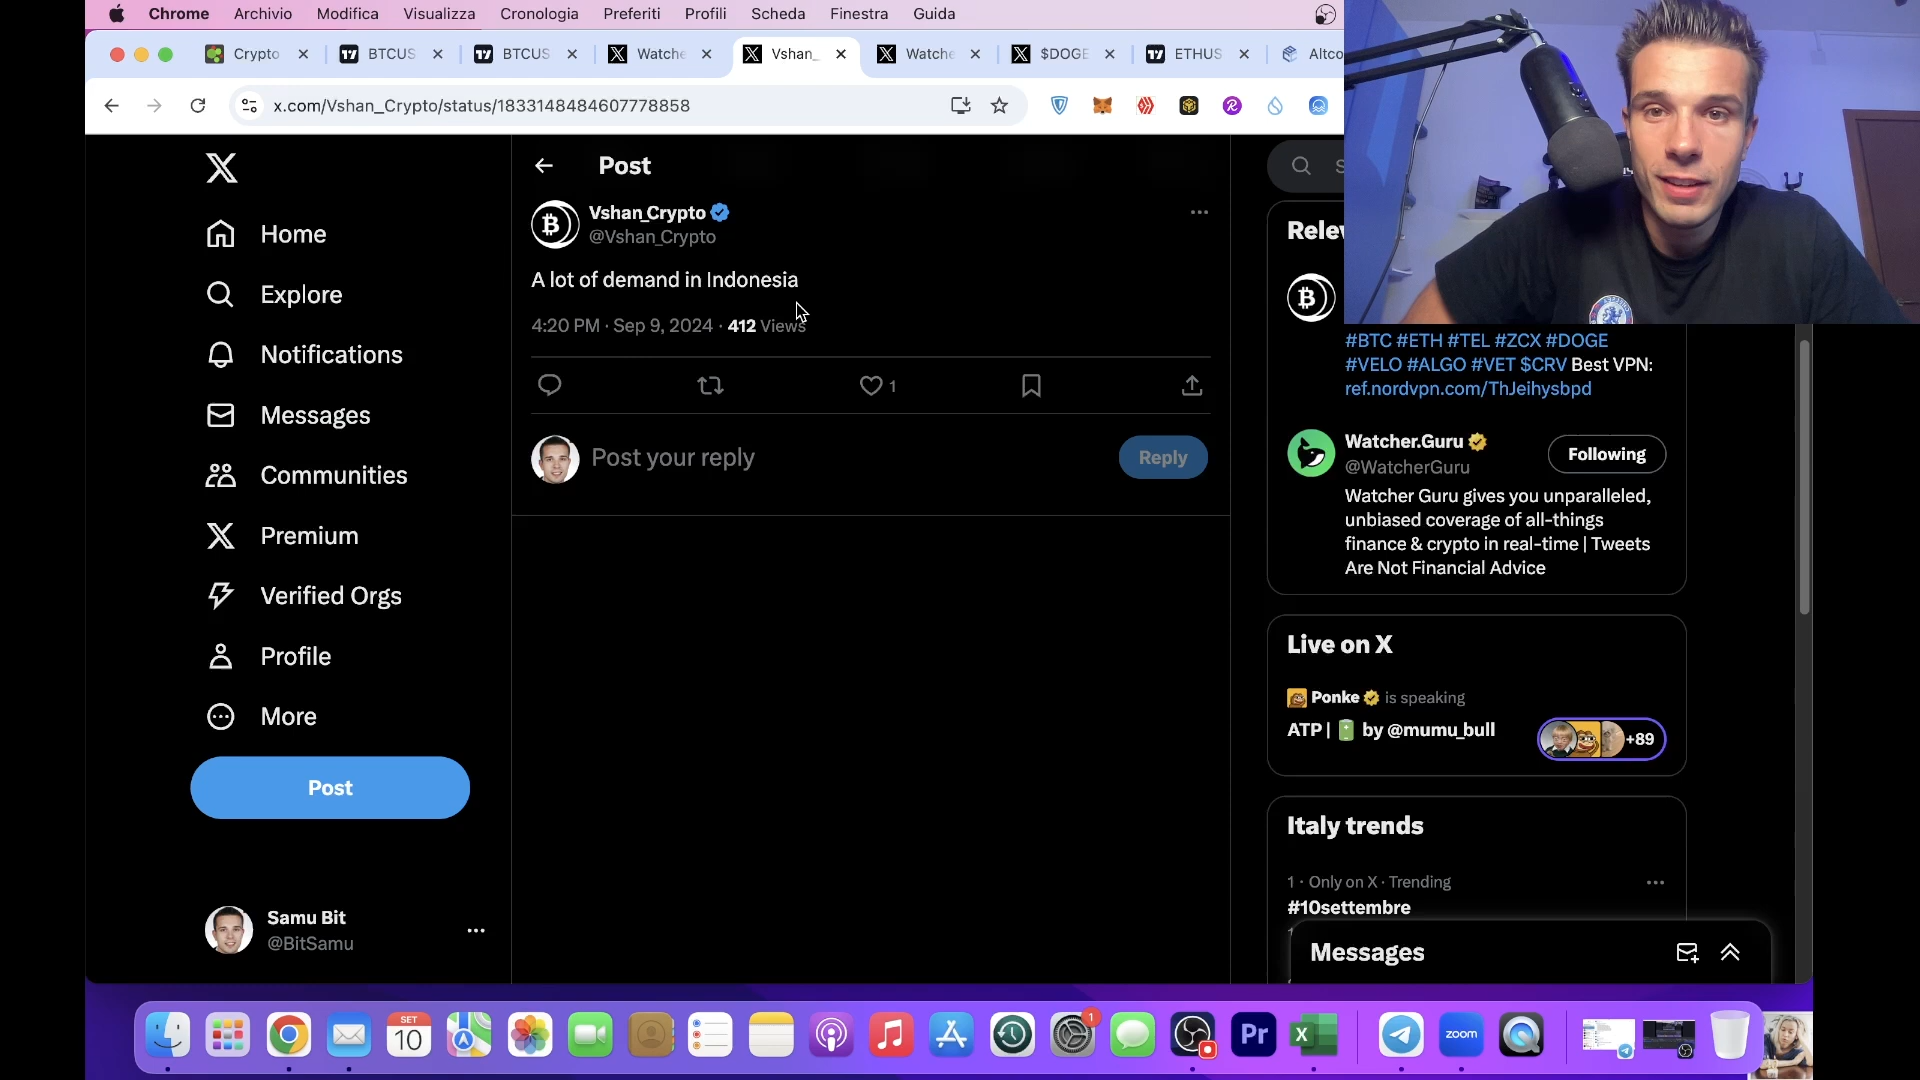 Chrome Archivio Modifica Visualizza Cronologia Preferiti Profili Scheda Finestra Guida
Crypto BTCUS BTCUS Watche Vshan_ Watche $DOGE ETHUS Altco
x.com/Vshan_Crypto/status/1833148484607778858
Home
Explore
Notifications
Messages
Communities
Premium
Verified Orgs
Profile
More
Post
Samu Bit
@BitSamu
Post
Vshan_Crypto
@Vshan_Crypto
A lot of demand in Indonesia
4:20 PM · Sep 9, 2024 · 412 Views
1
Post your reply
Reply
#BTC #ETH #TEL #ZCX #DOGE
#VELO #ALGO #VET $CRV Best VPN:
ref.nordvpn.com/ThJeihysbpd
Watcher.Guru
@WatcherGuru
Following
Watcher Guru gives you unparalleled,
unbiased coverage of all-things
finance & crypto in real-time | Tweets
Are Not Financial Advice
Live on X
Ponke is speaking
ATP | by @mumu_bull
+89
Italy trends
1 · Only on X · Trending
#10settembre
Messages
SET
10
1
Pr
X
zoom